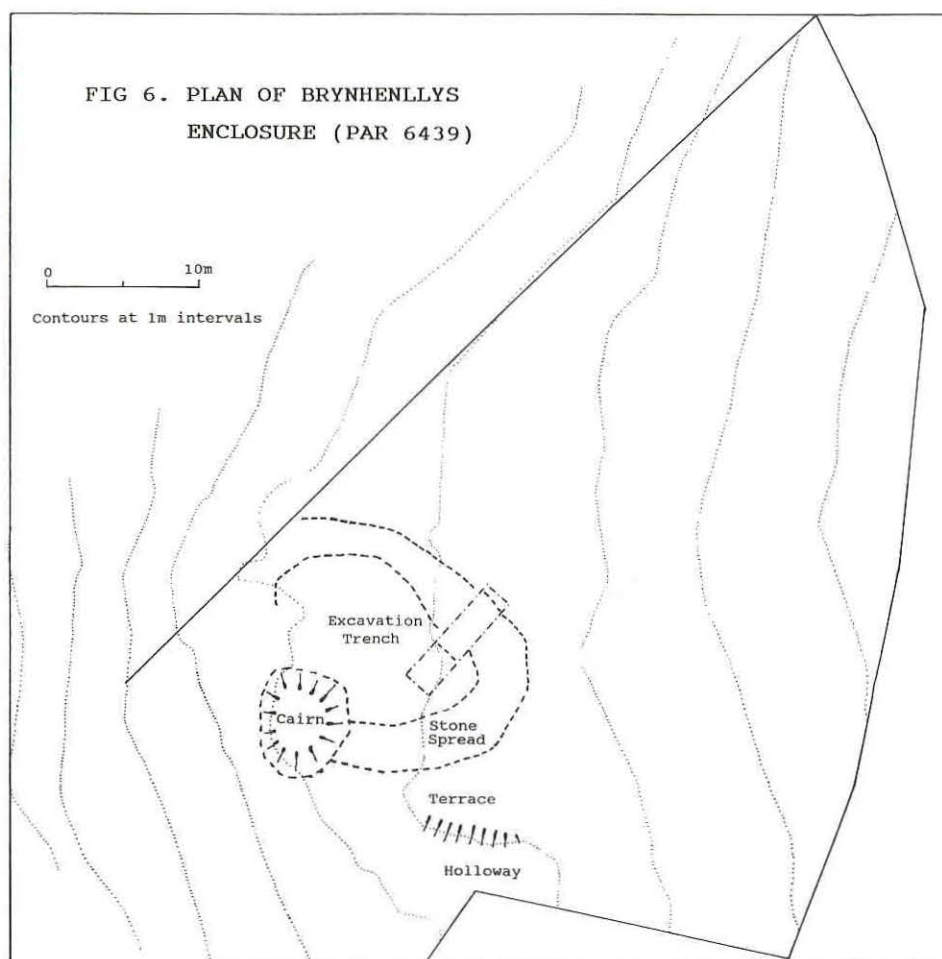 FIG 6. PLAN OF BRYNHENLLYS
ENCLOSURE (PAR 6439)
0 10m
Contours at 1m intervals
Excavation
Trench
Cairn
Stone
Spread
Terrace
Holloway